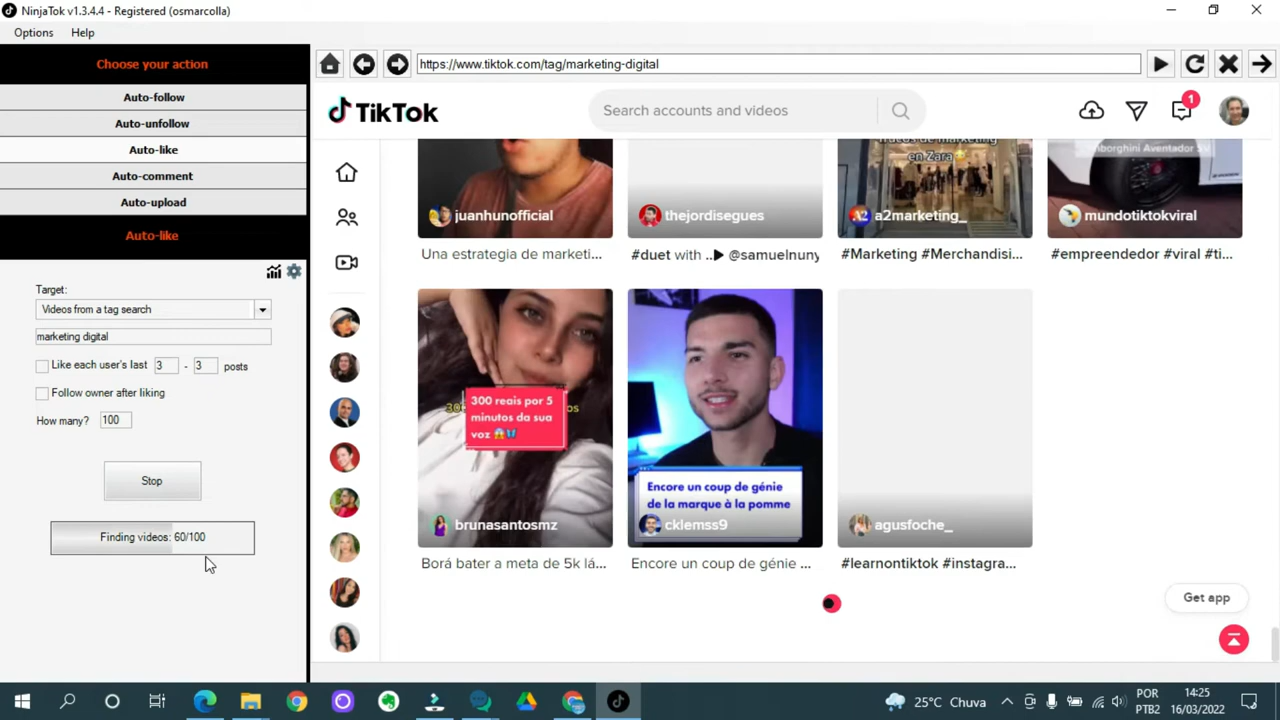 NinjaTok v1.3.4.4 - Registered (osmarcolla)
Options Help
Choose your action
Auto-follow
Auto-unfollow
Auto-like
Auto-comment
Auto-upload
Auto-like
Target:
Videos from a tag search
marketing digital
Like each user's last 3 - 3 posts
Follow owner after liking
How many? 100
Stop
Finding videos: 60/100
https://www.tiktok.com/tag/marketing-digital
TikTok
Search accounts and videos
1
en Zara
juanhunofficial
thejordisegues
A2 a2marketing_
mundotiktokviral
Una estrategia de marketi...
#duet with ..▶ @samuelnuny
#Marketing #Merchandisi...
#empreendedor #viral #ti...
300 reais por 5
minutos da sua
voz
brunasantosmz
Encore un coup de génie
de la marque à la pomme
cklemss9
agusfoche_
Borá bater a meta de 5k lá...
Encore un coup de génie ...
#learnontiktok #instagra...
Get app
25°C Chuva
POR
PTB2
14:25
16/03/2022